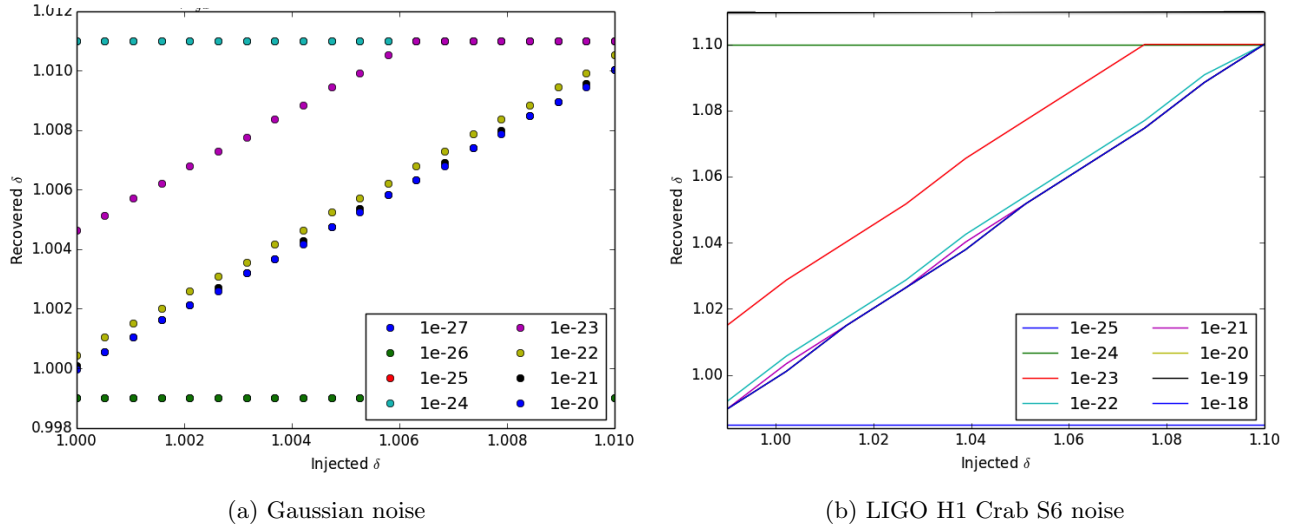 1.012
1.010
1.008
1.006
1.004
1.002
1.000
0.998
Recovered δ
1.000 1.002 1.004 1.006 1.008 1.010
Injected δ
1e-27 1e-23
1e-26 1e-22
1e-25 1e-21
1e-24 1e-20
(a) Gaussian noise
1.10
1.08
1.06
1.04
1.02
1.00
Recovered δ
1.00 1.02 1.04 1.06 1.08 1.10
Injected δ
1e-25 1e-21
1e-24 1e-20
1e-23 1e-19
1e-22 1e-18
(b) LIGO H1 Crab S6 noise